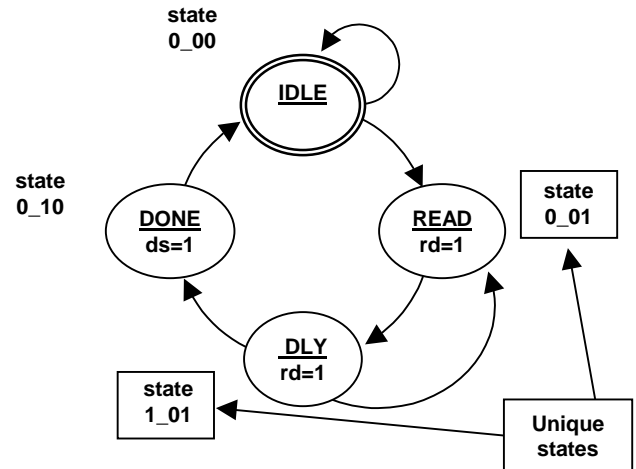 state
0_00
IDLE
state
0_10
DONE
ds=1
READ
rd=1
state
0_01
DLY
rd=1
state
1_01
Unique
states